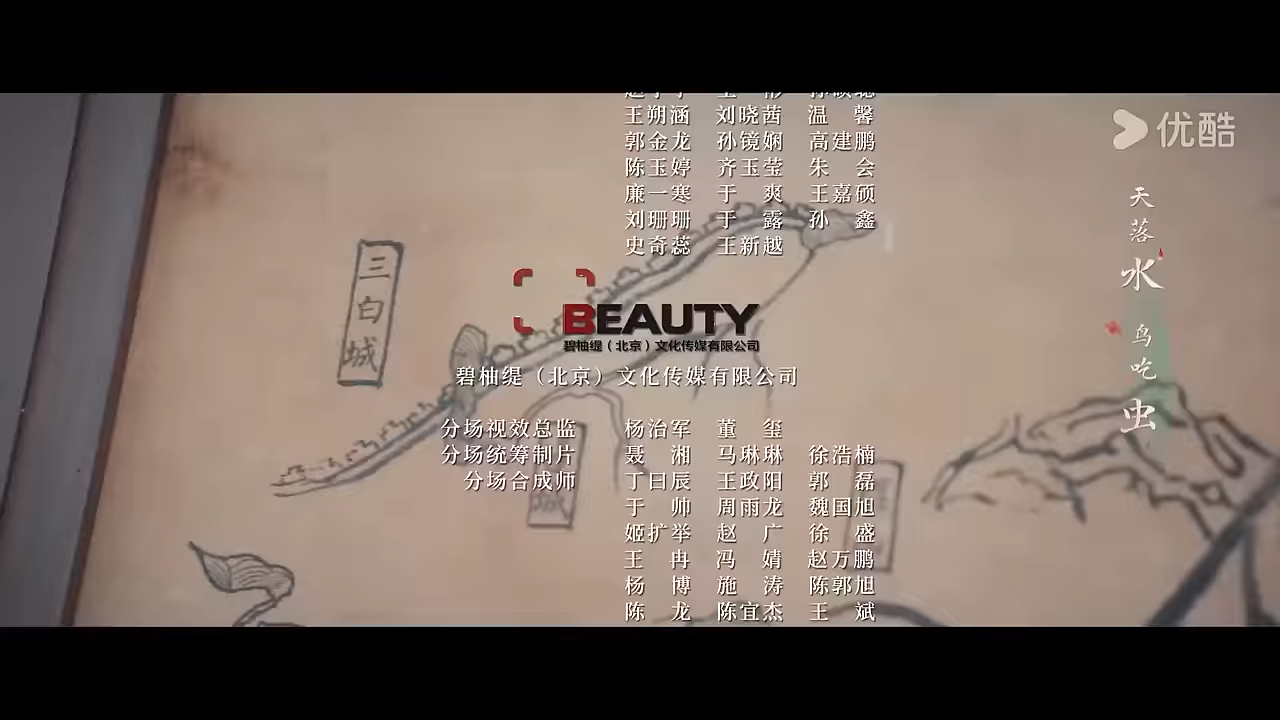 王朔涵 刘晓茜 温馨
郭金龙 孙镜娴 高建鹏
陈玉婷 齐玉莹 朱会
廉一寒 于爽 王嘉硕
刘珊珊 于露 孙鑫
史奇蕊 王新越
BEAUTY
碧柚缇（北京）文化传媒有限公司
碧柚缇（北京）文化传媒有限公司
分场视效总监 杨治军 董玺
分场统筹制片 聂湘 马琳琳 徐浩楠
分场合成师 丁日辰 王政阳 郭磊
于帅 周雨龙 魏国旭
姬扩举 赵广 徐盛
王冉 冯婧 赵万鹏
杨博 施涛 陈郭旭
陈龙 陈宜杰 王斌
三白城
城
优酷
天落水
鸟吃虫